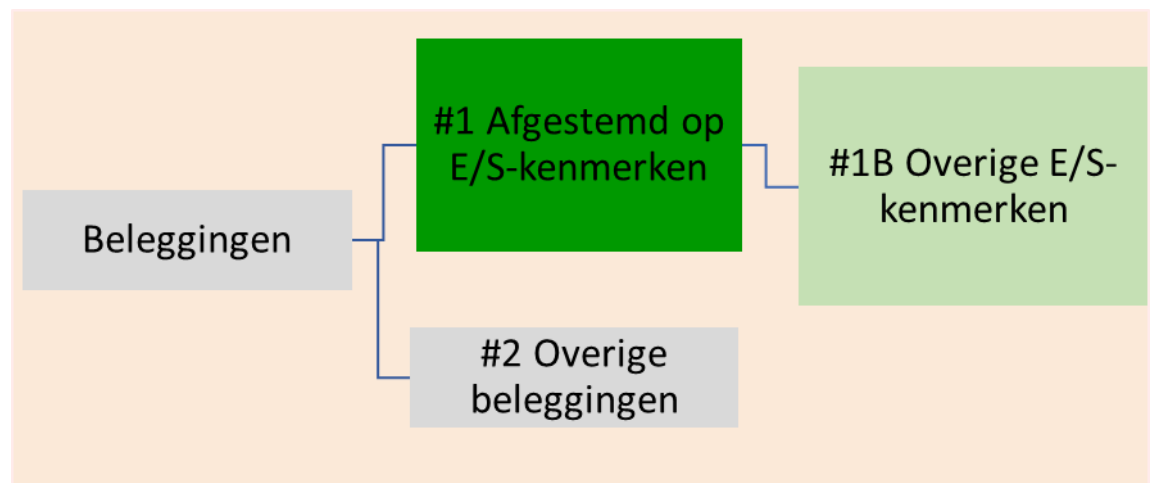 #1 Afgestemd op
E/S-kenmerken
#1B Overige E/S-
kenmerken
Beleggingen
#2 Overige
beleggingen